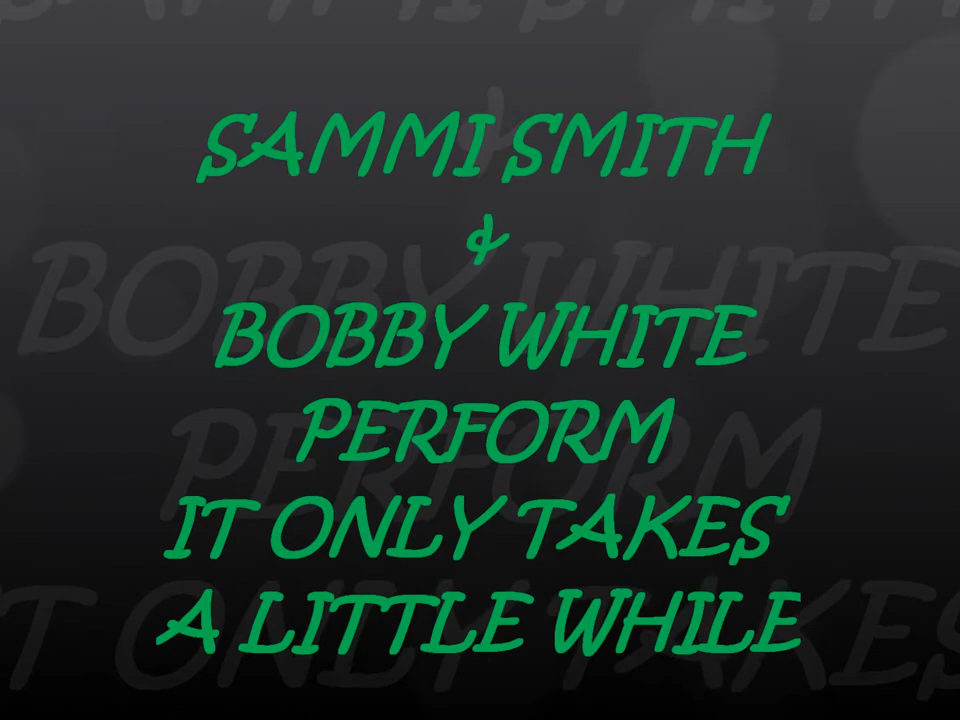 SAMMI SMITH
&
BOBBY WHITE
PERFORM
IT ONLY TAKES
A LITTLE WHILE